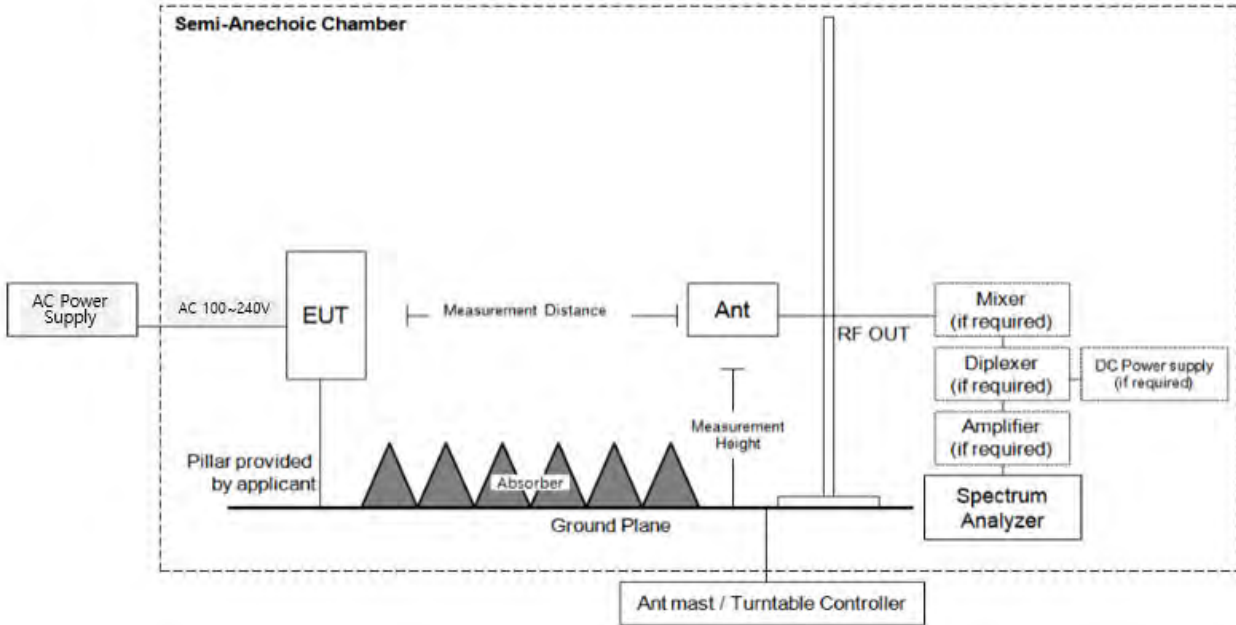 Semi-Anechoic Chamber
AC Power
Supply
AC 100~240V
EUT
Measurement Distance
Ant
RF OUT
Mixer
(if required)
Diplexer
(if required)
DC Power supply
(if required)
Amplifier
(if required)
Spectrum
Analyzer
Measurement
Height
Pillar provided
by applicant
Absorber
Ground Plane
Ant mast / Turntable Controller